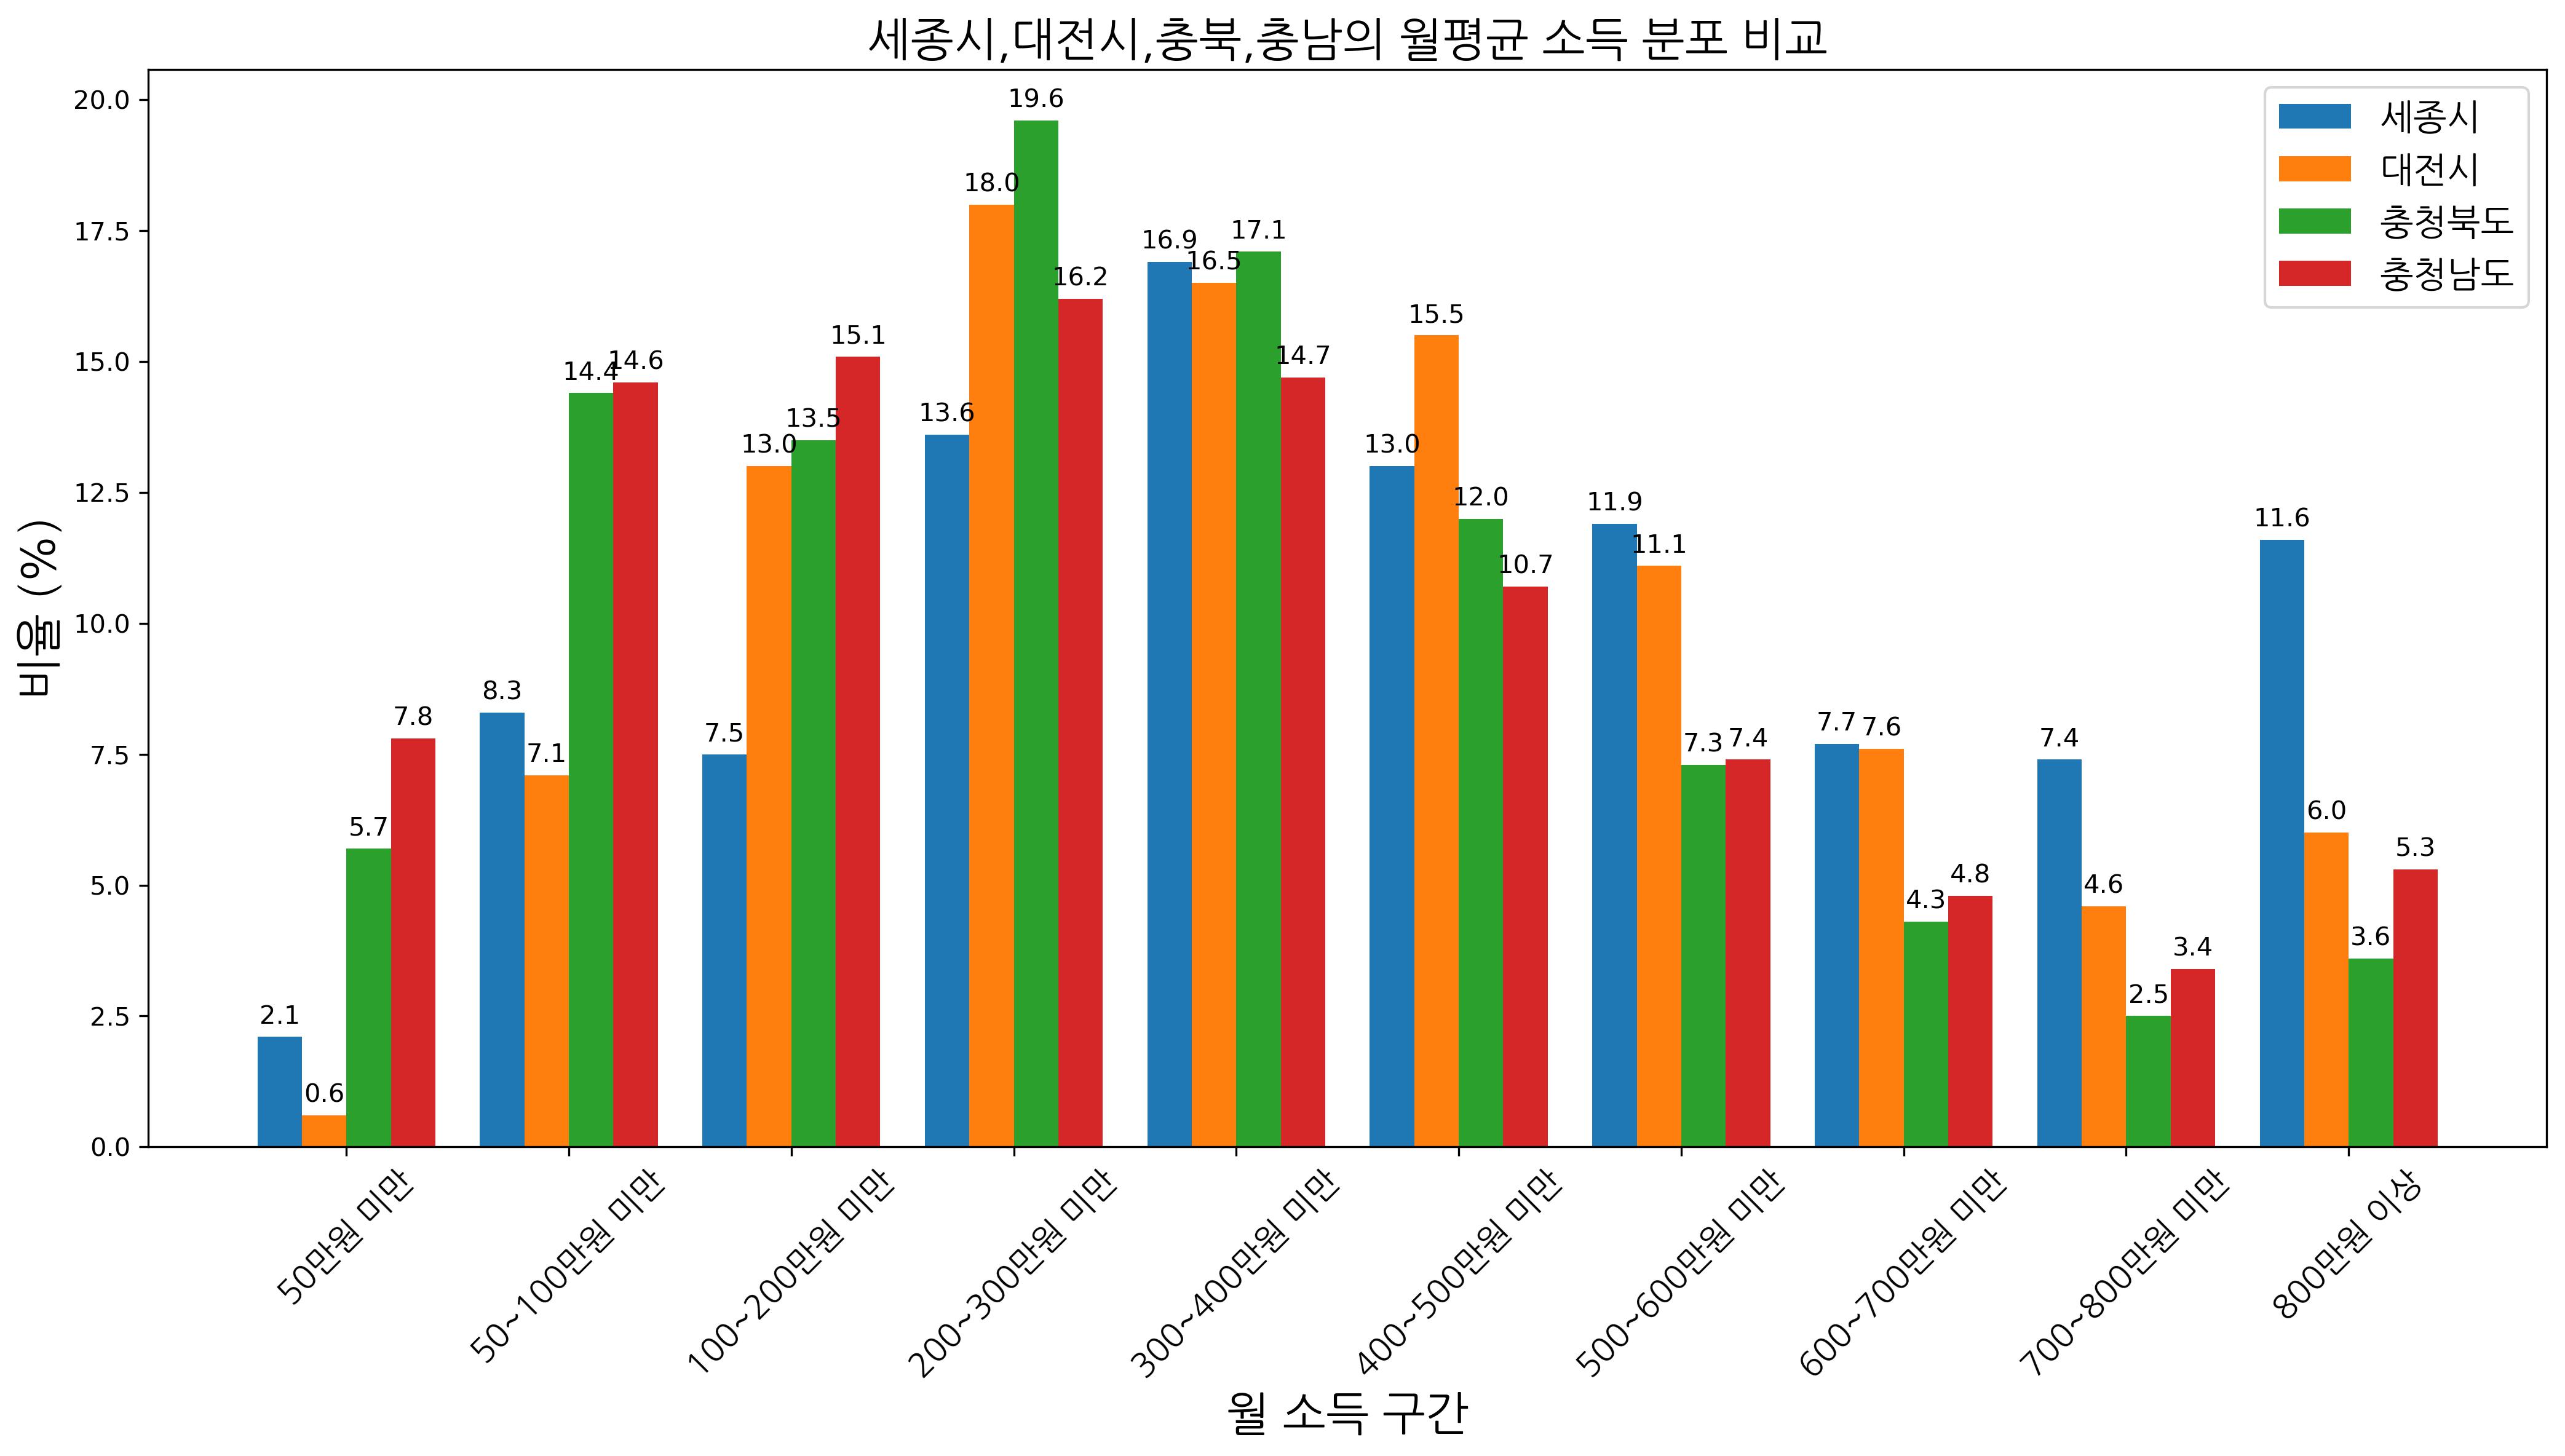 세종시,대전시,충북,충남의 월평균 소득 분포 비교
세종시
대전시
충청북도
충청남도
비율 (%)
20.0
17.5
15.0
12.5
10.0
7.5
5.0
2.5
0.0
2.1 0.6 5.7 7.8
8.3 7.1 14.4 14.6
7.5 13.0 13.5 15.1
13.6 18.0 19.6 16.2
16.9 16.5 17.1 14.7
13.0 15.5 12.0 10.7
11.9 11.1 7.3 7.4
7.7 7.6 4.3 4.8
7.4 4.6 2.5 3.4
11.6 6.0 3.6 5.3
50만원 미만
50~100만원 미만
100~200만원 미만
200~300만원 미만
300~400만원 미만
400~500만원 미만
500~600만원 미만
600~700만원 미만
700~800만원 미만
800만원 이상
월 소득 구간